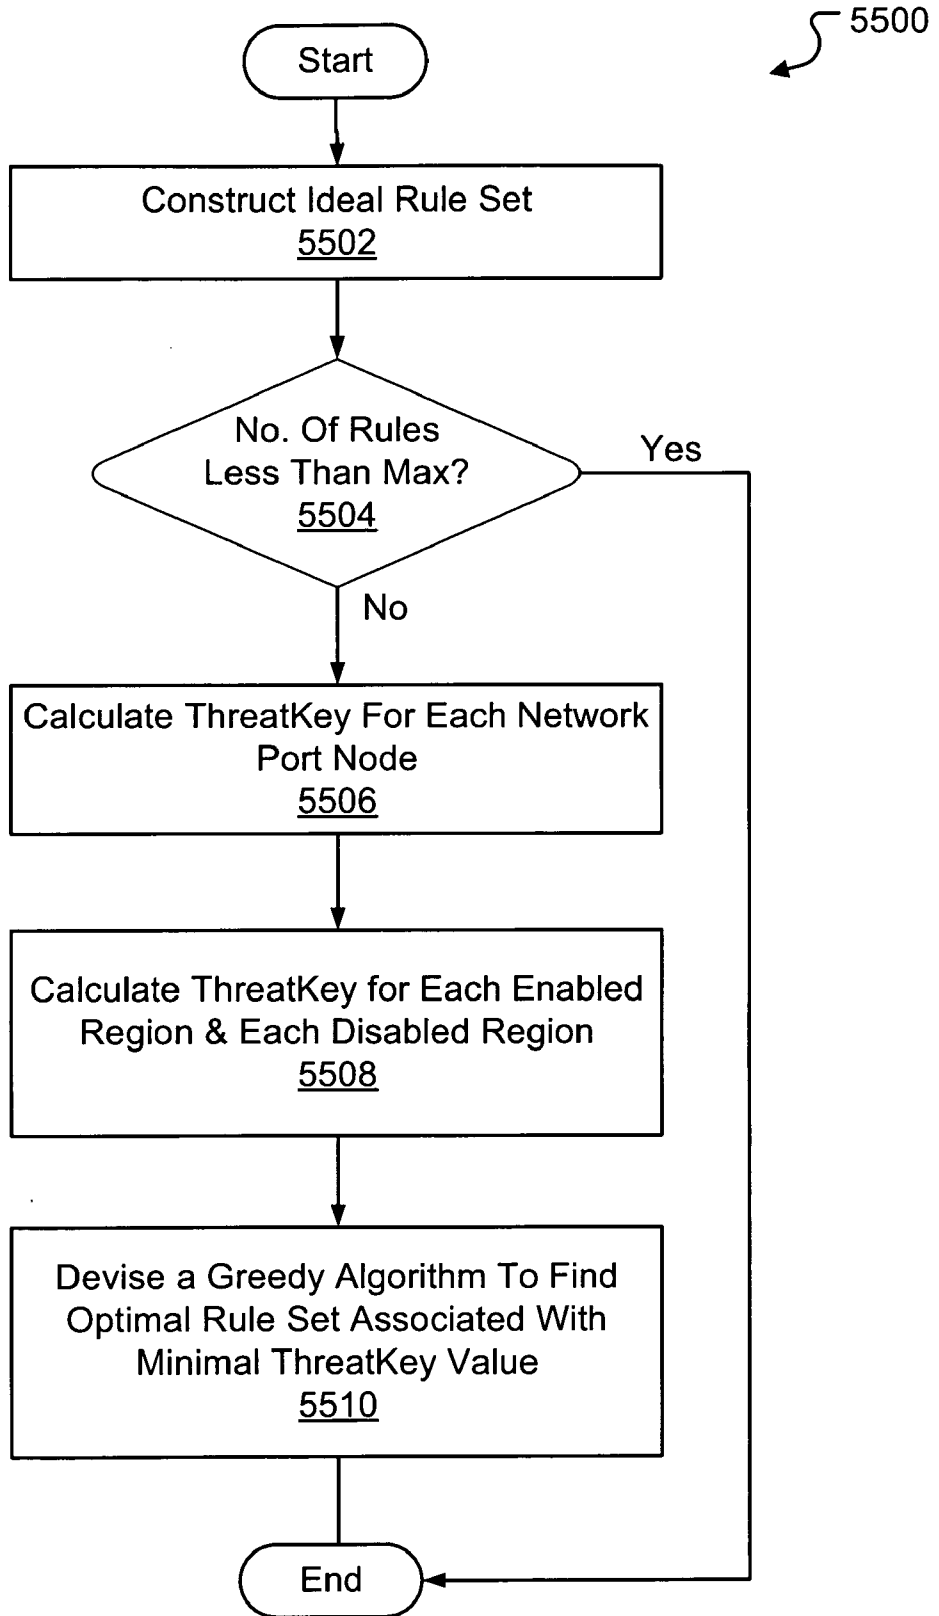 5500
Start
Construct Ideal Rule Set
5502
No. Of Rules
Less Than Max?
5504
Yes
No
Calculate ThreatKey For Each Network
Port Node
5506
Calculate ThreatKey for Each Enabled
Region & Each Disabled Region
5508
Devise a Greedy Algorithm To Find
Optimal Rule Set Associated With
Minimal ThreatKey Value
5510
End